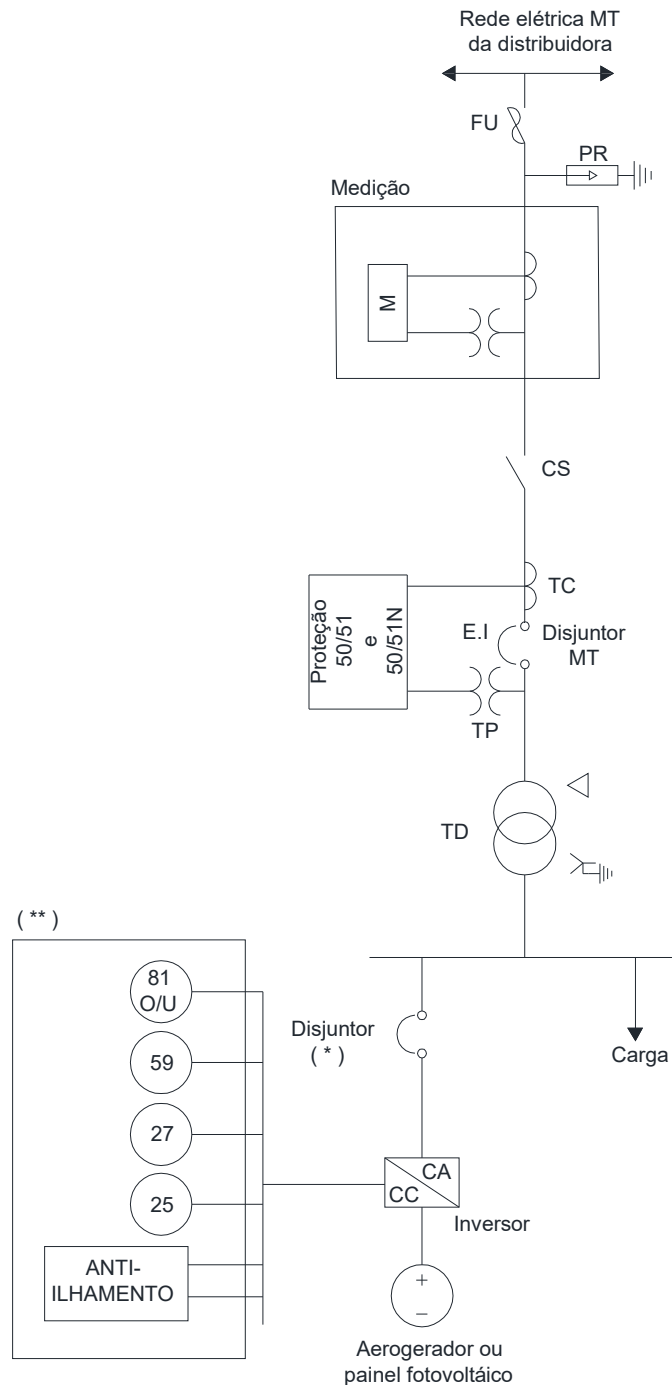 Rede elétrica MT
da distribuidora
FU
PR
Medição
M
CS
TC
Proteção
50/51
e
50/51N
E.I
Disjuntor
MT
TP
TD
( ** )
81
O/U
59
27
25
ANTI-
ILHAMENTO
Disjuntor
( * )
Carga
CA
CC
Inversor
+
–
Aerogerador ou
painel fotovoltáico